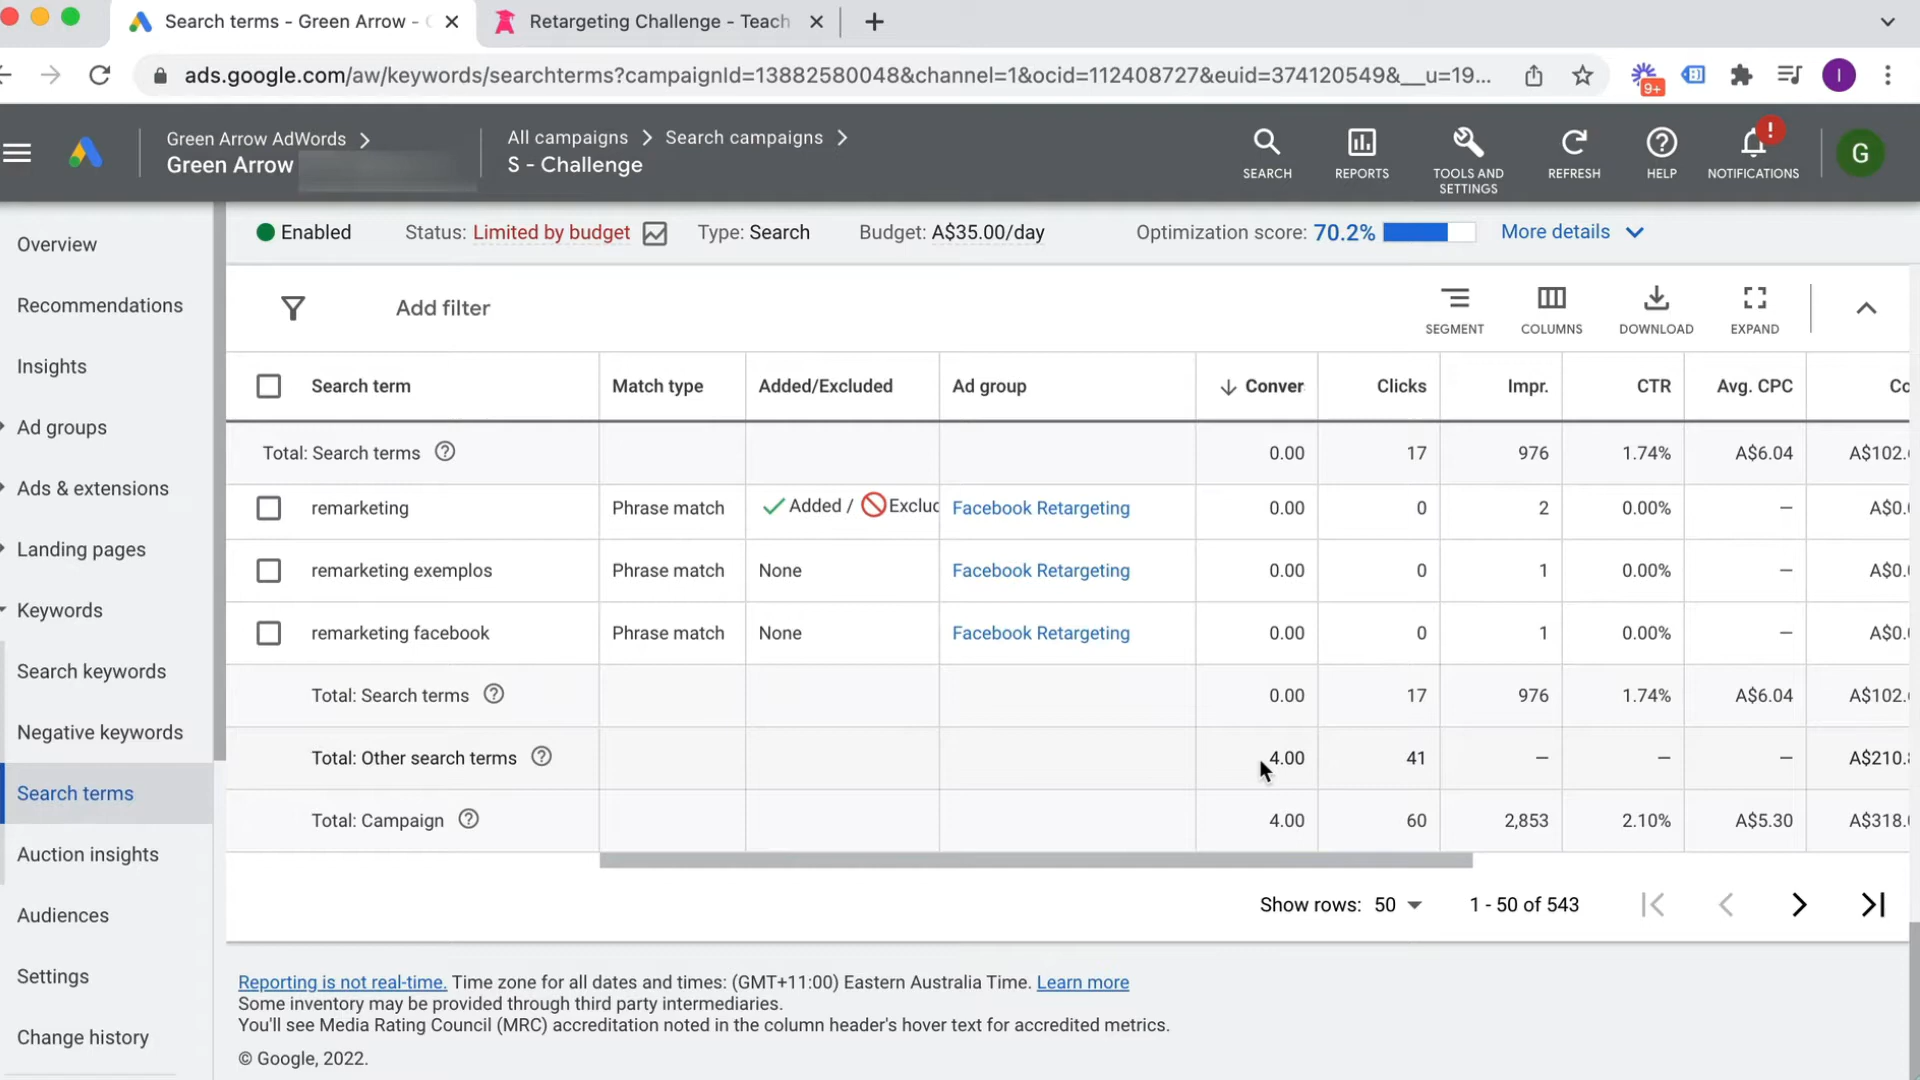 Search terms - Green Arrow -
Retargeting Challenge - Teach
ads.google.com/aw/keywords/searchterms?campaignId=13882580048&channel=1&ocid=112408727&euid=374120549&__u=19...
9+
I
Green Arrow AdWords
Green Arrow
All campaigns
Search campaigns
S - Challenge
SEARCH
REPORTS
TOOLS AND
SETTINGS
REFRESH
HELP
!
NOTIFICATIONS
G
Enabled
Status: Limited by budget
Type: Search
Budget: A$35.00/day
Optimization score: 70.2%
More details
Overview
Recommendations
Insights
Ad groups
Ads & extensions
Landing pages
Keywords
Search keywords
Negative keywords
Search terms
Auction insights
Audiences
Settings
Change history
Add filter
SEGMENT
COLUMNS
DOWNLOAD
EXPAND
Search term Match type Added/Excluded Ad group Conver Clicks Impr. CTR Avg. CPC Co
Total: Search terms 0.00 17 976 1.74% A$6.04 A$102.
remarketing Phrase match Added / Exclud Facebook Retargeting 0.00 0 2 0.00% – A$0.
remarketing exemplos Phrase match None Facebook Retargeting 0.00 0 1 0.00% – A$0.
remarketing facebook Phrase match None Facebook Retargeting 0.00 0 1 0.00% – A$0.
Total: Search terms 0.00 17 976 1.74% A$6.04 A$102.
Total: Other search terms 4.00 41 – – – A$210.
Total: Campaign 4.00 60 2,853 2.10% A$5.30 A$318.
Show rows: 50
1 - 50 of 543
Reporting is not real-time. Time zone for all dates and times: (GMT+11:00) Eastern Australia Time. Learn more
Some inventory may be provided through third party intermediaries.
You'll see Media Rating Council (MRC) accreditation noted in the column header's hover text for accredited metrics.
© Google, 2022.